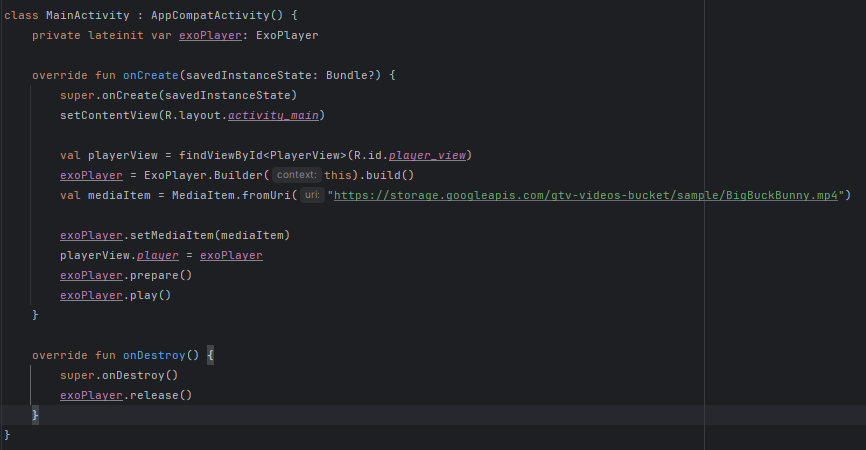 class MainActivity : AppCompatActivity() {
    private lateinit var exoPlayer: ExoPlayer

    override fun onCreate(savedInstanceState: Bundle?) {
        super.onCreate(savedInstanceState)
        setContentView(R.layout.activity_main)

        val playerView = findViewById<PlayerView>(R.id.player_view)
        exoPlayer = ExoPlayer.Builder( context: this).build()
        val mediaItem = MediaItem.fromUri( uri: "https://storage.googleapis.com/gtv-videos-bucket/sample/BigBuckBunny.mp4")

        exoPlayer.setMediaItem(mediaItem)
        playerView.player = exoPlayer
        exoPlayer.prepare()
        exoPlayer.play()
    }

    override fun onDestroy() {
        super.onDestroy()
        exoPlayer.release()
    }
}